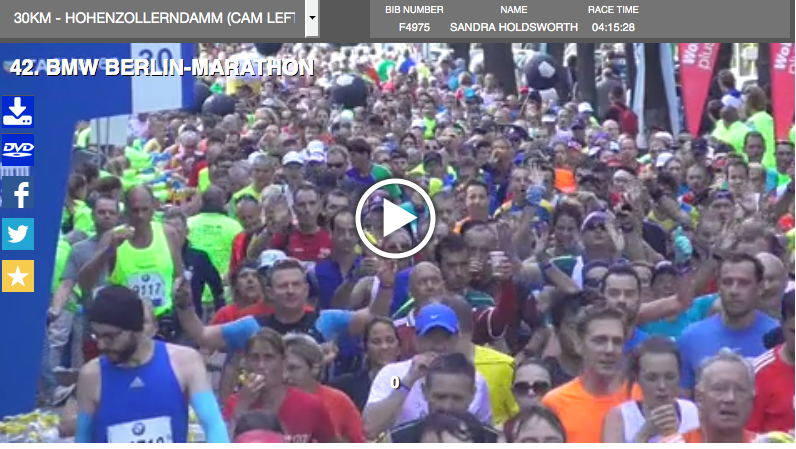 30KM - HOHENZOLLERNDAMM (CAM LEFT
BIB NUMBER NAME RACE TIME
F4975 SANDRA HOLDSWORTH 04:15:28
42. BMW BERLIN-MARATHON
30
DVD
0